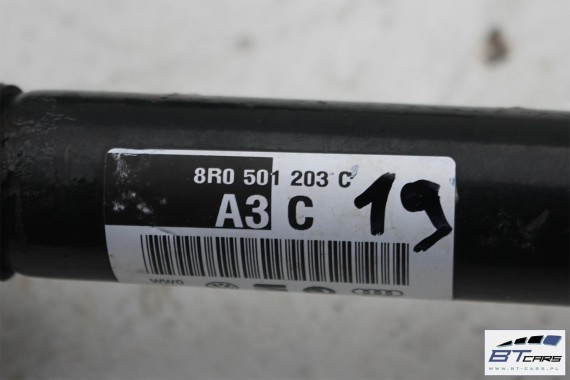 8R0 501 203 C
A3 C 19
BTCARS
WWW.BT-CARS.PL